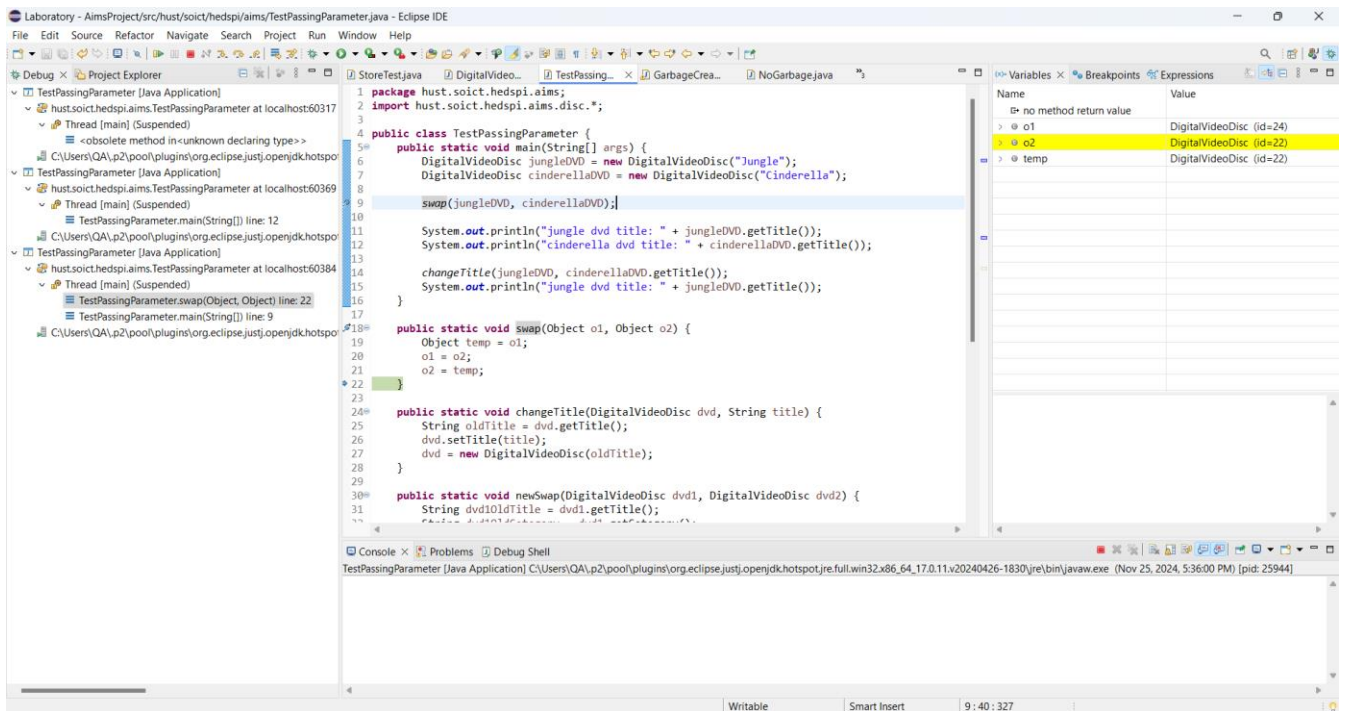 Laboratory - AimsProject/src/hust/soict/hedspi/aims/TestPassingParameter.java - Eclipse IDE
File Edit Source Refactor Navigate Search Project Run Window Help
Debug Project Explorer
TestPassingParameter [Java Application]
hust.soict.hedspi.aims.TestPassingParameter at localhost:60317
Thread [main] (Suspended)
<obsolete method in<unknown declaring type>>
C:\Users\QA\.p2\pool\plugins\org.eclipse.justj.openjdk.hotspo
TestPassingParameter [Java Application]
hust.soict.hedspi.aims.TestPassingParameter at localhost:60369
Thread [main] (Suspended)
TestPassingParameter.main(String[]) line: 12
C:\Users\QA\.p2\pool\plugins\org.eclipse.justj.openjdk.hotspo
TestPassingParameter [Java Application]
hust.soict.hedspi.aims.TestPassingParameter at localhost:60384
Thread [main] (Suspended)
TestPassingParameter.swap(Object, Object) line: 22
TestPassingParameter.main(String[]) line: 9
C:\Users\QA\.p2\pool\plugins\org.eclipse.justj.openjdk.hotspo
StoreTest.java DigitalVideo... TestPassing... GarbageCrea... NoGarbage.java
1 package hust.soict.hedspi.aims;
2 import hust.soict.hedspi.aims.disc.*;
3
4 public class TestPassingParameter {
5 public static void main(String[] args) {
6 DigitalVideoDisc jungleDVD = new DigitalVideoDisc("Jungle");
7 DigitalVideoDisc cinderellaDVD = new DigitalVideoDisc("Cinderella");
8
9 swap(jungleDVD, cinderellaDVD);
10
11 System.out.println("jungle dvd title: " + jungleDVD.getTitle());
12 System.out.println("cinderella dvd title: " + cinderellaDVD.getTitle());
13
14 changeTitle(jungleDVD, cinderellaDVD.getTitle());
15 System.out.println("jungle dvd title: " + jungleDVD.getTitle());
16 }
17
18 public static void swap(Object o1, Object o2) {
19 Object temp = o1;
20 o1 = o2;
21 o2 = temp;
22 }
23
24 public static void changeTitle(DigitalVideoDisc dvd, String title) {
25 String oldTitle = dvd.getTitle();
26 dvd.setTitle(title);
27 dvd = new DigitalVideoDisc(oldTitle);
28 }
29
30 public static void newSwap(DigitalVideoDisc dvd1, DigitalVideoDisc dvd2) {
31 String dvd1OldTitle = dvd1.getTitle();
Variables Breakpoints Expressions
Name Value
no method return value
o1 DigitalVideoDisc (id=24)
o2 DigitalVideoDisc (id=22)
temp DigitalVideoDisc (id=22)
Console Problems Debug Shell
TestPassingParameter [Java Application] C:\Users\QA\.p2\pool\plugins\org.eclipse.justj.openjdk.hotspot.jre.full.win32.x86_64_17.0.11.v20240426-1830\jre\bin\javaw.exe (Nov 25, 2024, 5:36:00 PM) [pid: 25944]
Writable Smart Insert 9 : 40 : 327